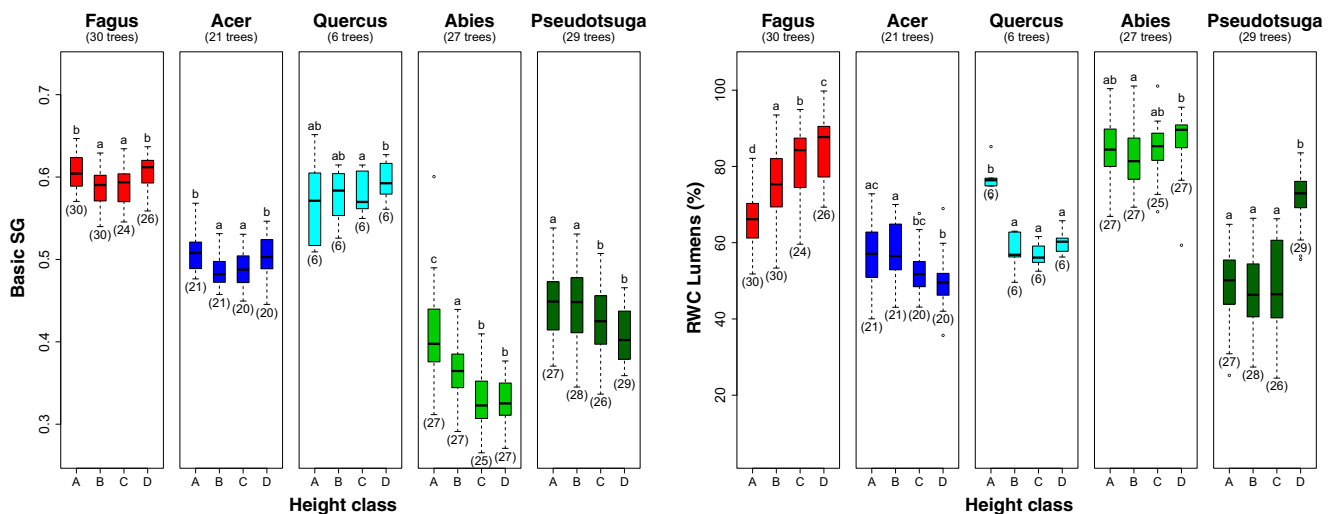 Fagus Acer Quercus Abies Pseudotsuga
(30 trees) (21 trees) (6 trees) (27 trees) (29 trees)
Basic SG
0.7
0.6
0.5
0.4
0.3
b a a b
(30) (30) (24) (26)
b a a b
(21) (21) (20) (20)
ab ab a b
(6) (6) (6) (6)
c a b b
(27) (27) (25) (27)
a a b b
(27) (28) (26) (29)
A B C D A B C D A B C D A B C D A B C D
Height class
Fagus Acer Quercus Abies Pseudotsuga
(30 trees) (21 trees) (6 trees) (27 trees) (29 trees)
RWC Lumens (%)
100
80
60
40
20
d a b c
(30) (30) (24) (26)
ac a bc b
(21) (21) (20) (20)
b a a a
(6) (6) (6) (6)
ab a ab b
(27) (27) (25) (27)
a a a b
(27) (28) (26) (29)
A B C D A B C D A B C D A B C D A B C D
Height class